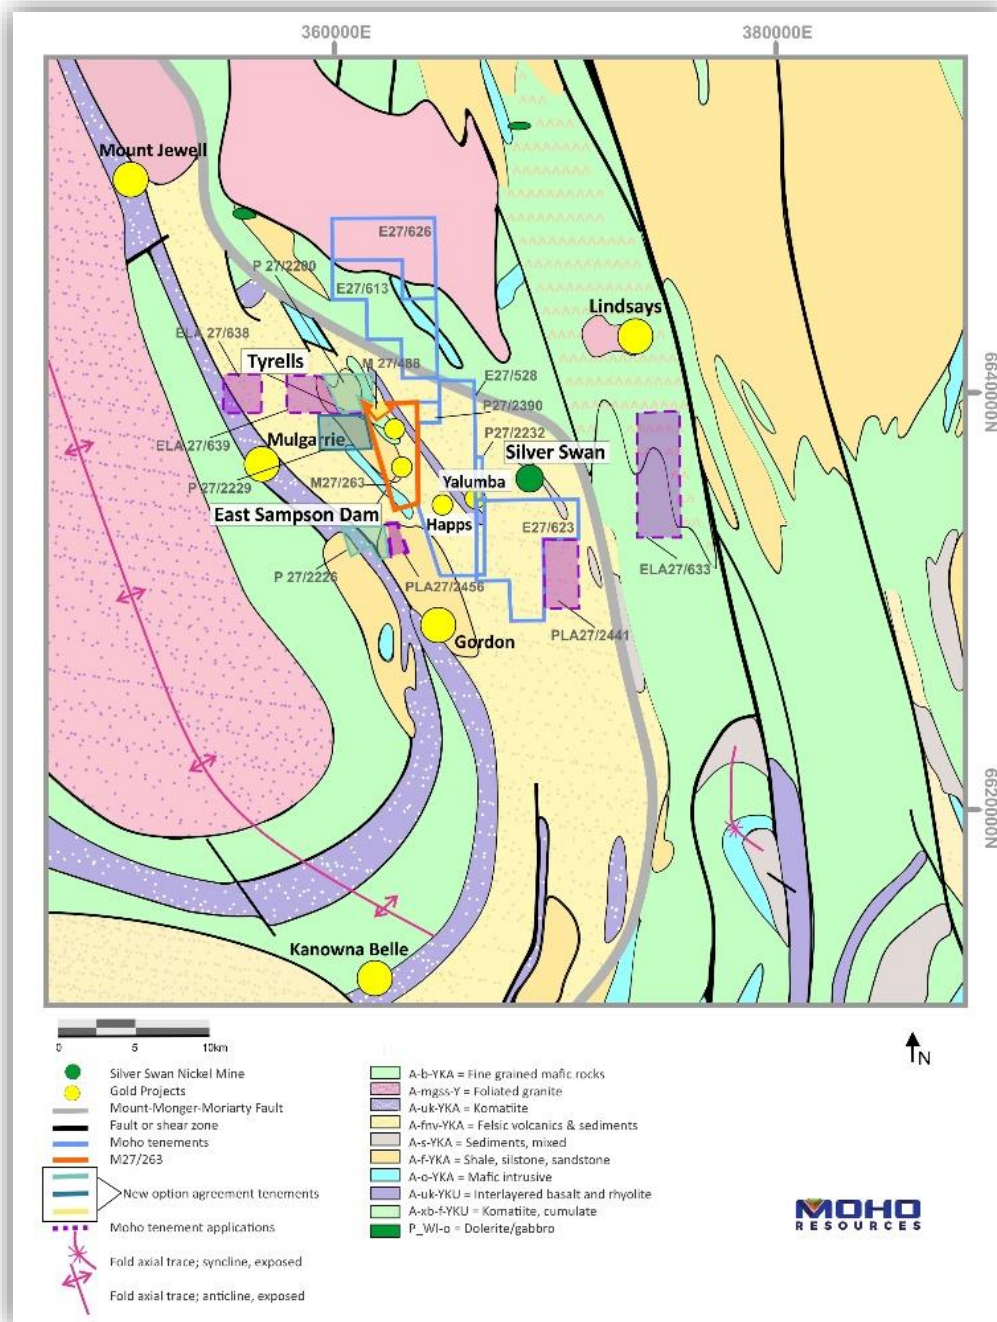 360000E
380000E
Mount Jewell
E27/626
P 27/2280
E27/613
Lindsays
ELA 27/638
Tyrells
M 27/488
E27/528
6640000N
P27/2390
ELA 27/639
Mulgarrie
P27/2232
Silver Swan
P 27/2229
M27/263
Yalumba
East Sampson Dam
Happs
E27/623
P 27/2226
PLA27/2456
ELA27/633
Gordon
PLA27/2441
6620000N
Kanowna Belle
0 5 10km
N
Silver Swan Nickel Mine
Gold Projects
Mount-Monger-Moriarty Fault
Fault or shear zone
Moho tenements
M27/263
New option agreement tenements
Moho tenement applications
Fold axial trace; syncline, exposed
Fold axial trace; anticline, exposed
A-b-YKA = Fine grained mafic rocks
A-mgss-Y = Foliated granite
A-uk-YKA = Komatiite
A-fnv-YKA = Felsic volcanics & sediments
A-s-YKA = Sediments, mixed
A-f-YKA = Shale, silstone, sandstone
A-o-YKA = Mafic intrusive
A-uk-YKU = Interlayered basalt and rhyolite
A-xb-f-YKU = Komatiite, cumulate
P_WI-o = Dolerite/gabbro
MOHO
RESOURCES